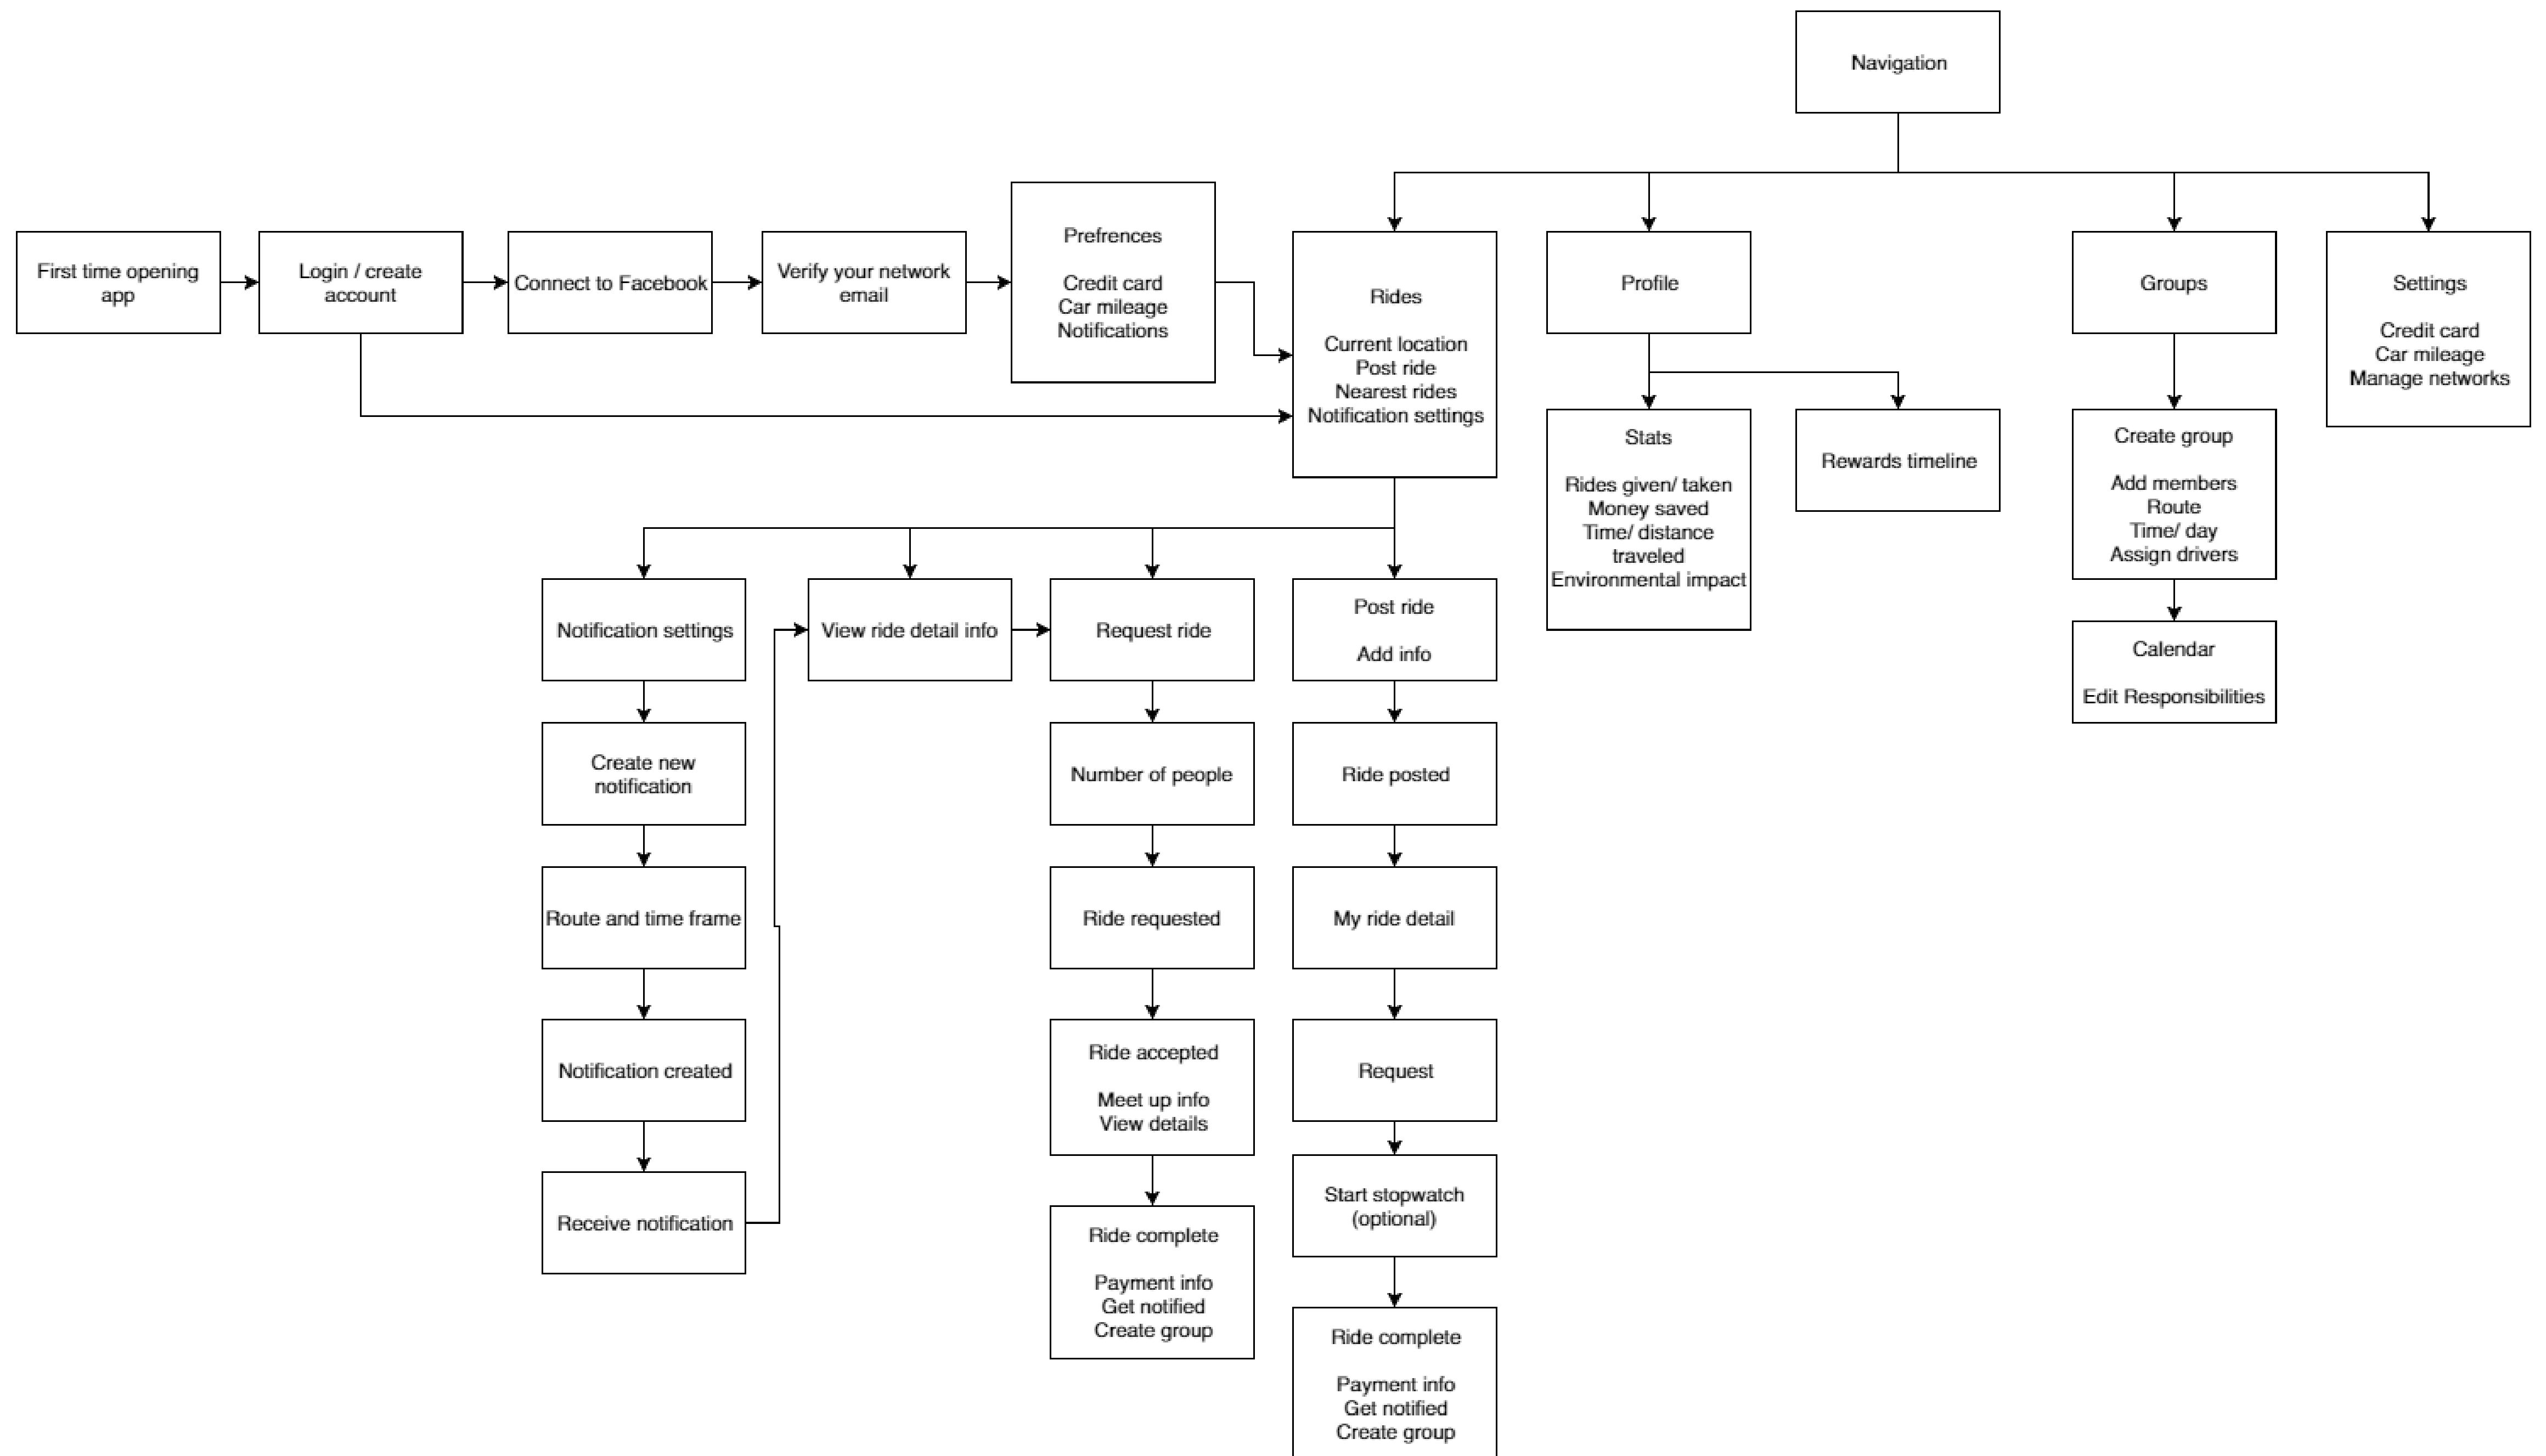 Navigation
First time opening
app
Login / create
account
Connect to Facebook
Verify your network
email
Prefrences
Credit card
Car mileage
Notifications
Rides
Current location
Post ride
Nearest rides
Notification settings
Profile
Groups
Settings
Credit card
Car mileage
Manage networks
Stats
Rides given/ taken
Money saved
Time/ distance
traveled
Environmental impact
Rewards timeline
Create group
Add members
Route
Time/ day
Assign drivers
Calendar
Edit Responsibilities
Notification settings
Create new
notification
Route and time frame
Notification created
Receive notification
View ride detail info
Request ride
Number of people
Ride requested
Ride accepted
Meet up info
View details
Ride complete
Payment info
Get notified
Create group
Post ride
Add info
Ride posted
My ride detail
Request
Start stopwatch
(optional)
Ride complete
Payment info
Get notified
Create group